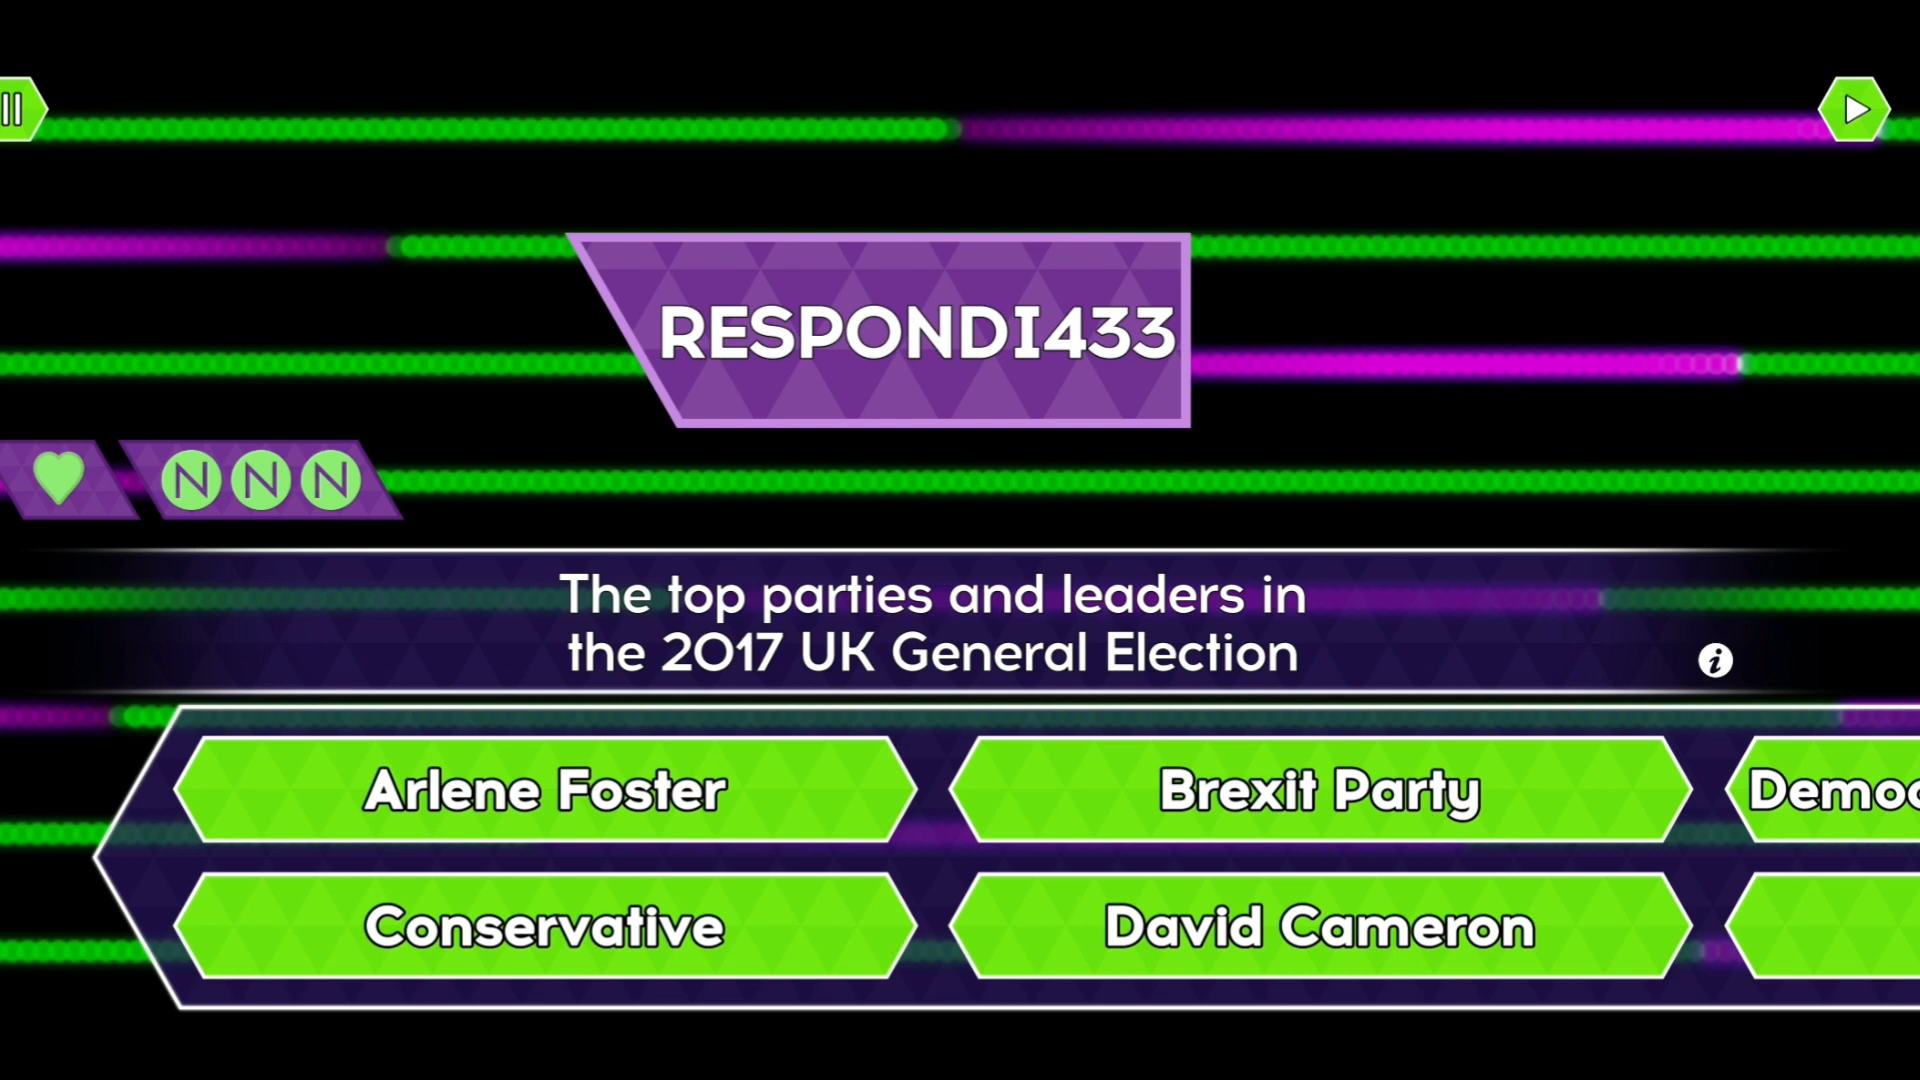 RESPONDI433
N N N
The top parties and leaders in
the 2017 UK General Election
i
Arlene Foster
Brexit Party
Democ
Conservative
David Cameron